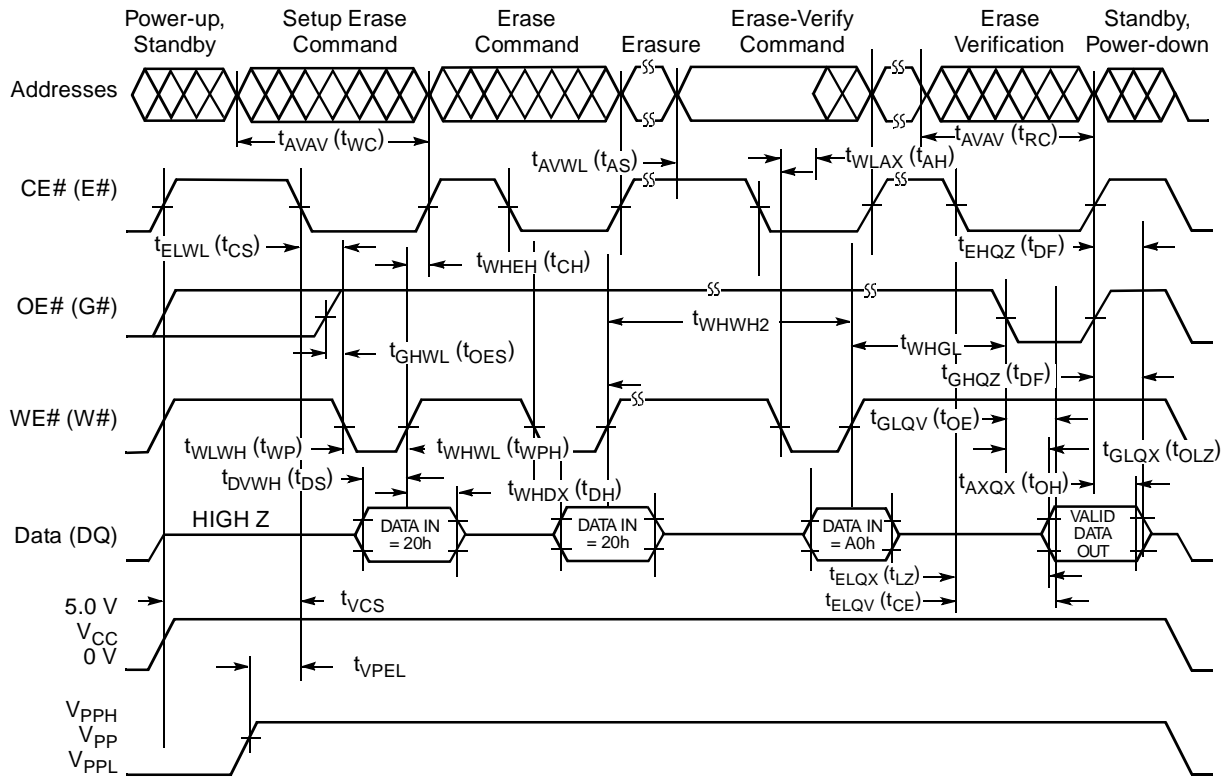 Power-up, Standby
Setup Erase Command
Erase Command
Erasure
Erase-Verify Command
Erase Verification
Standby, Power-down
Addresses
tAVAV (tWC)
tAVWL (tAS)
tWLAX (tAH)
tAVAV (tRC)
CE# (E#)
tELWL (tCS)
tWHEH (tCH)
tEHQZ (tDF)
OE# (G#)
tGHWL (tOES)
tWHWH2
tWHGL
tGHQZ (tDF)
WE# (W#)
tWLWH (tWP)
tWHWL (tWPH)
tGLQV (tOE)
tGLQX (tOLZ)
tDVWH (tDS)
tWHDX (tDH)
tAXQX (tOH)
Data (DQ)
HIGH Z
DATA IN = 20h
DATA IN = 20h
DATA IN = A0h
VALID DATA OUT
tELQX (tLZ)
tELQV (tCE)
5.0 V
VCC
0 V
tVCS
tVPEL
VPPH
VPP
VPPL